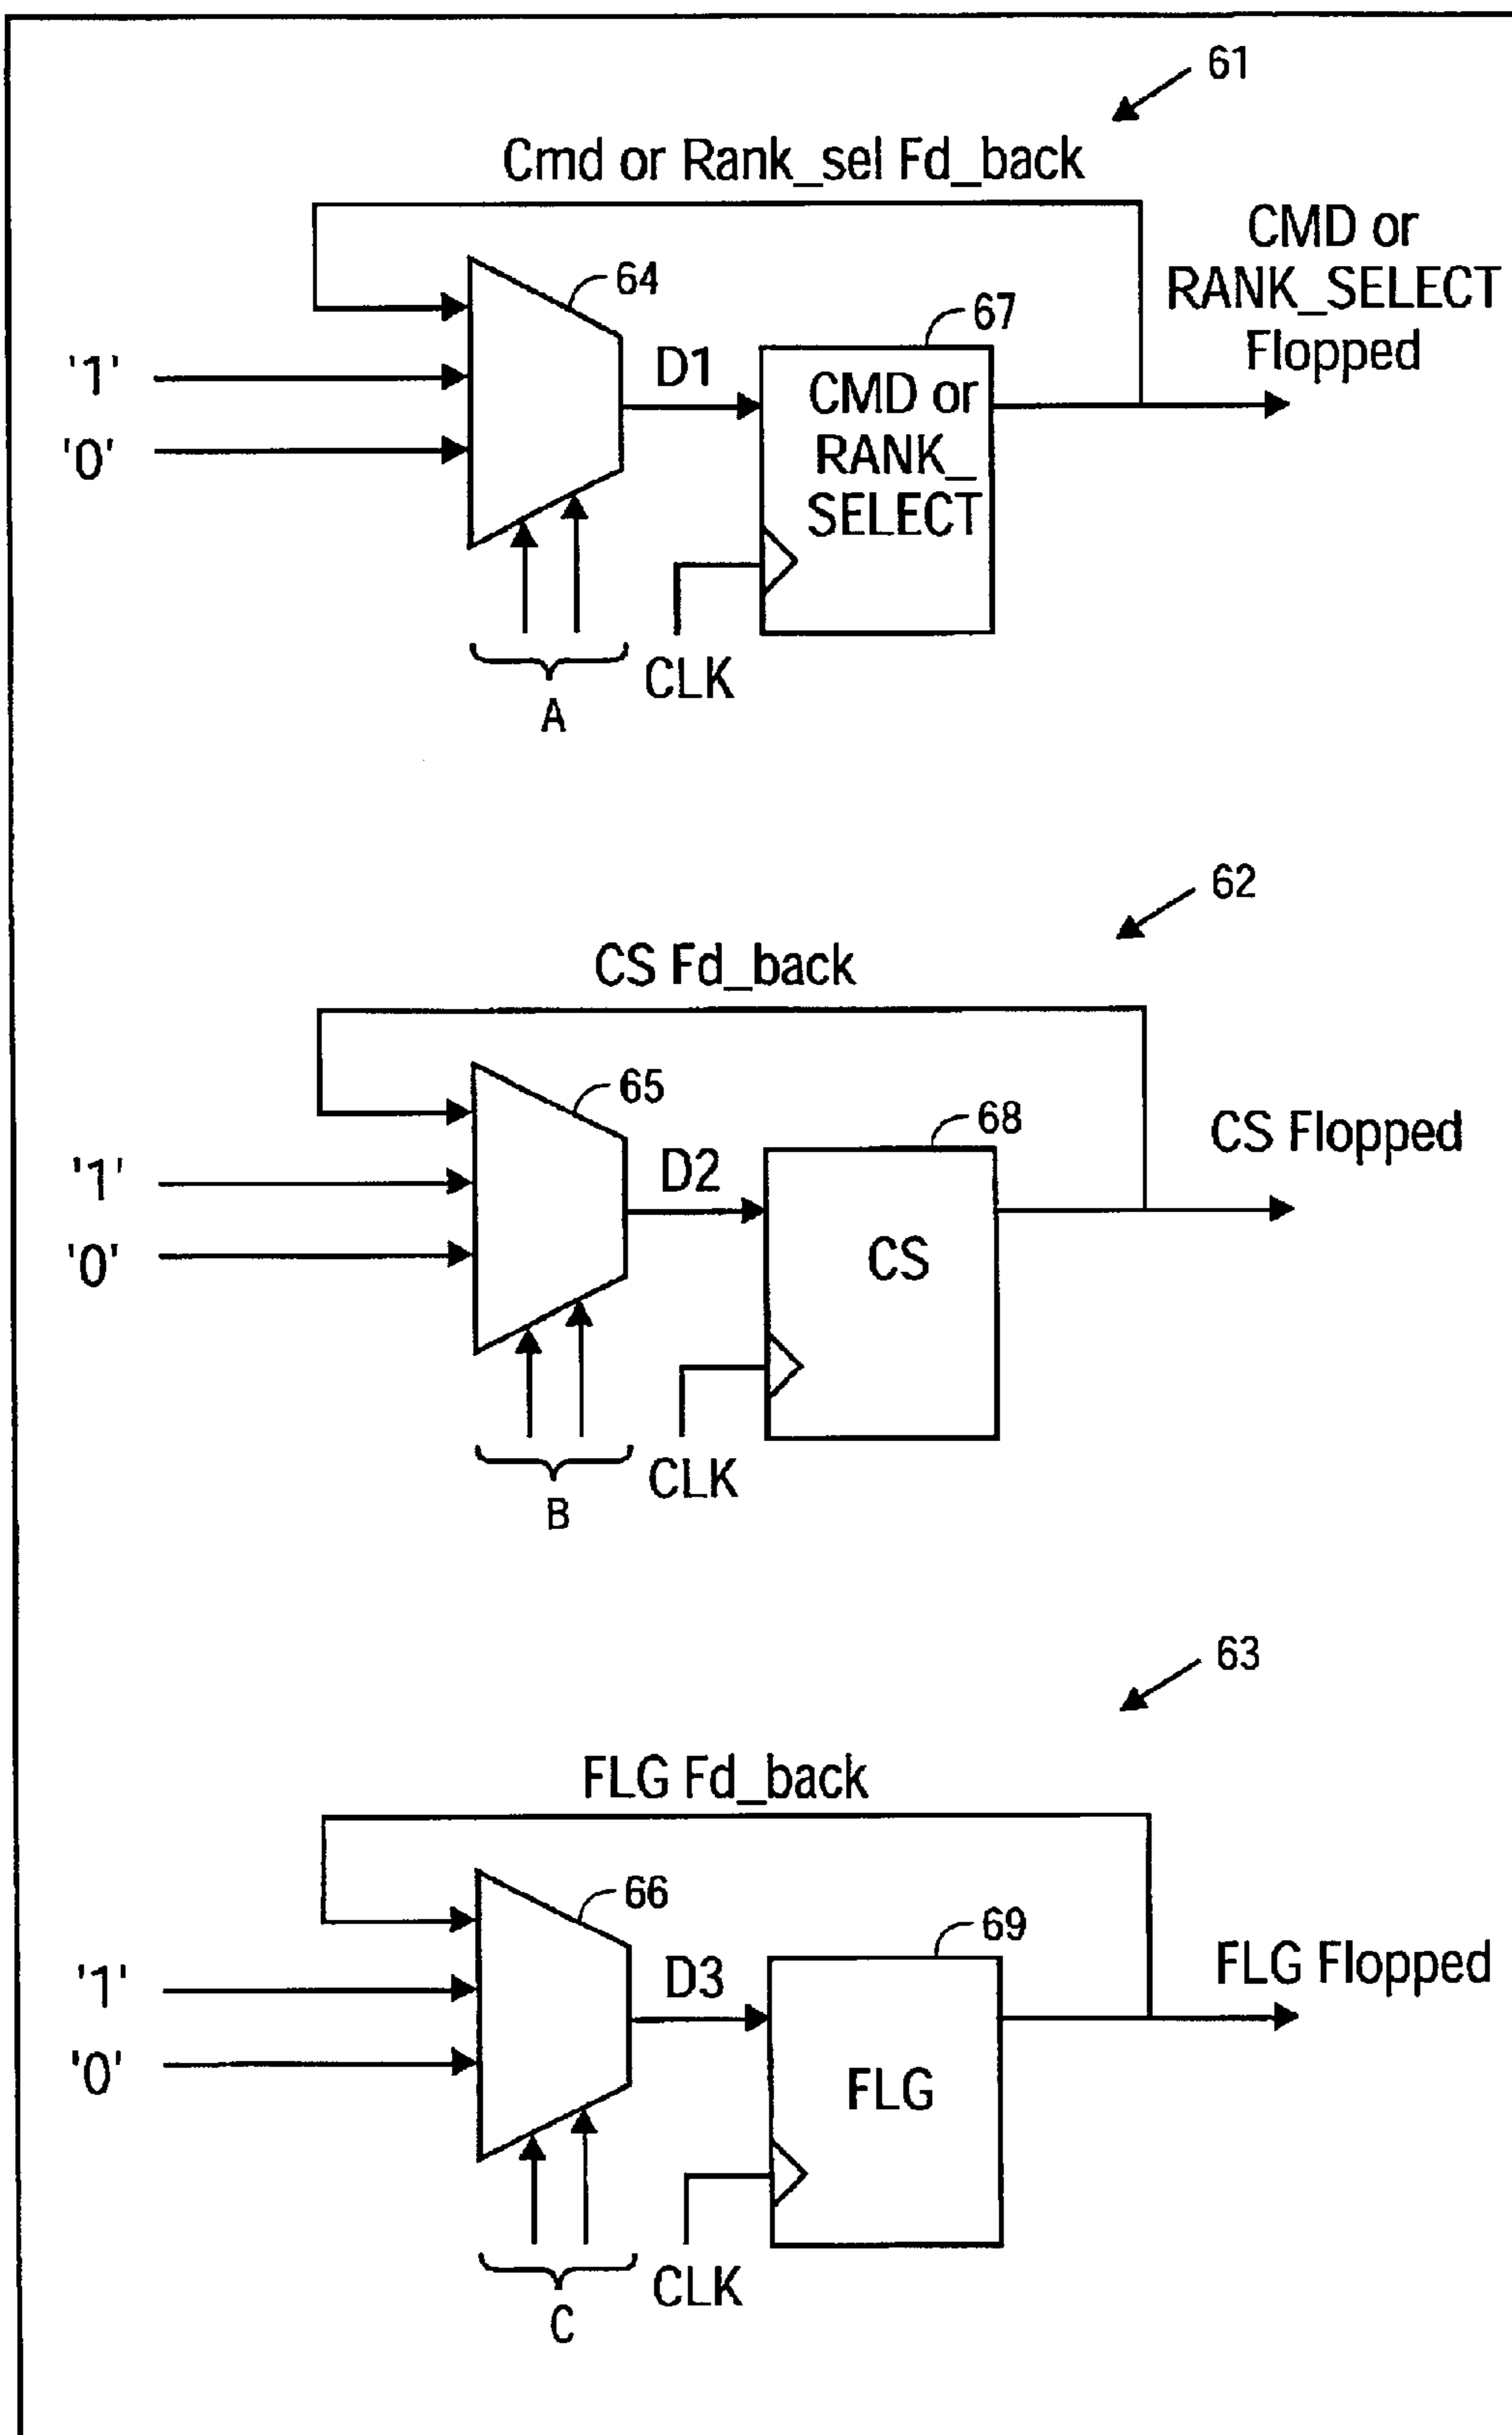 61
Cmd or Rank_sel Fd_back
CMD or
RANK_SELECT
Flopped
64
67
'1'
D1
CMD or
RANK_
SELECT
'0'
CLK
A
62
CS Fd_back
65
68
CS Flopped
'1'
D2
'0'
CS
CLK
B
63
FLG Fd_back
66
69
FLG Flopped
'1'
D3
'0'
FLG
CLK
C